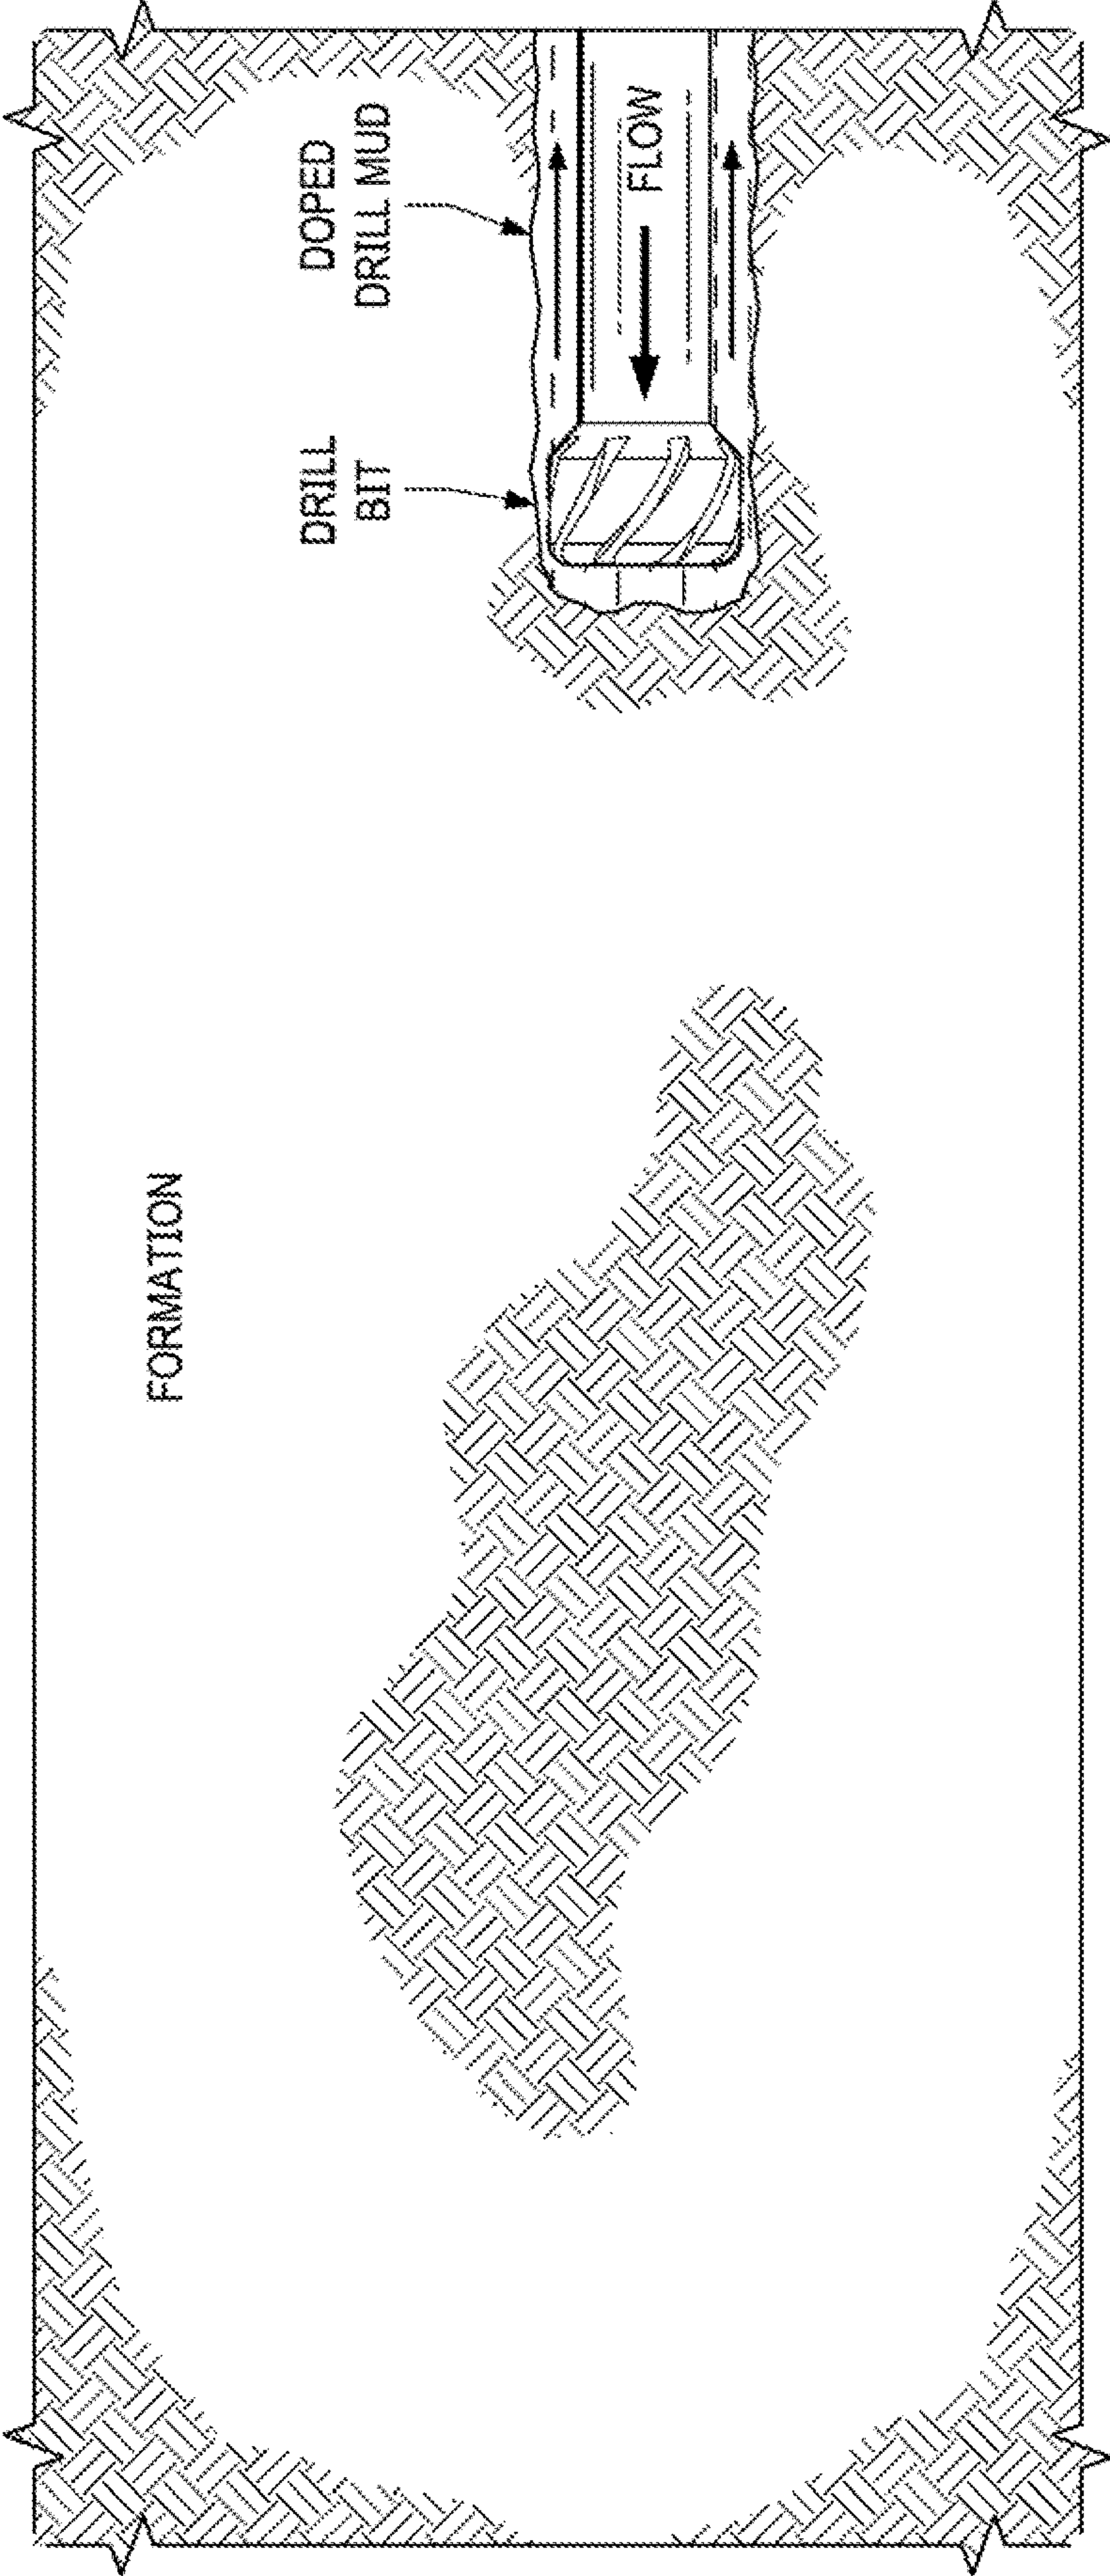 FORMATION
DRILL
BIT
DOPED
DRILL MUD
FLOW